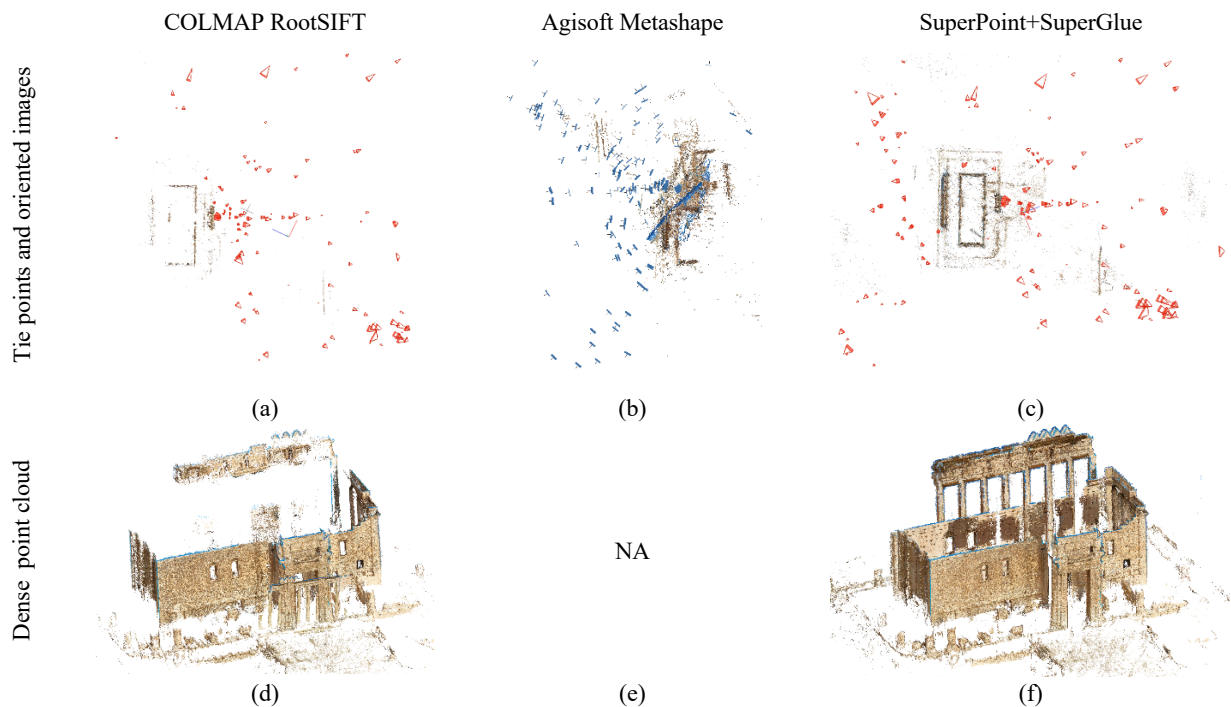 COLMAP RootSIFT
Agisoft Metashape
SuperPoint+SuperGlue
Tie points and oriented images
(a)
(b)
(c)
Dense point cloud
NA
(d)
(e)
(f)